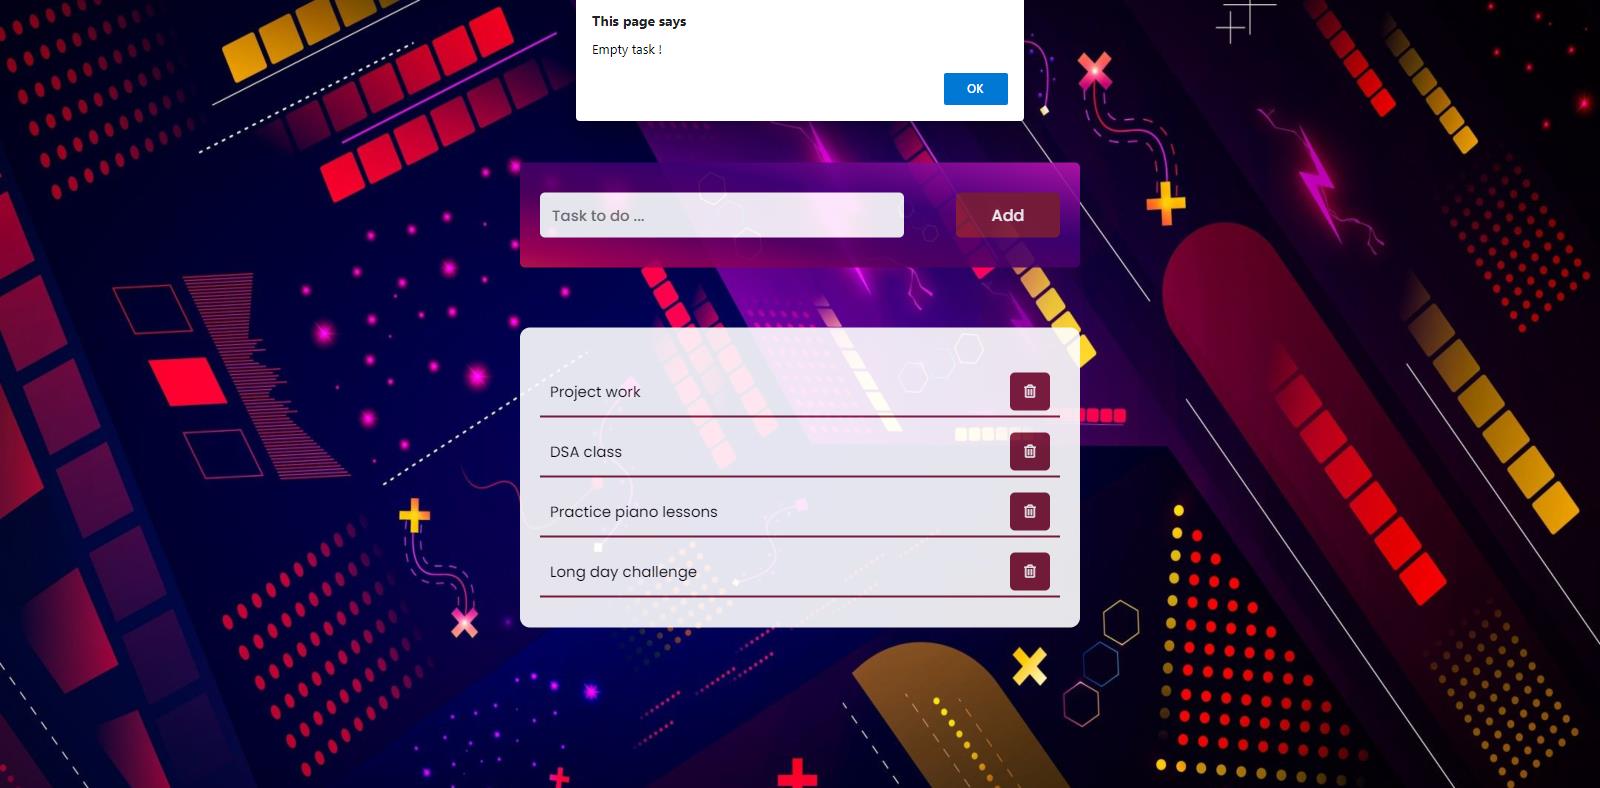 This page says
Empty task !
OK
Task to do ...
Add
Project work
DSA class
Practice piano lessons
Long day challenge